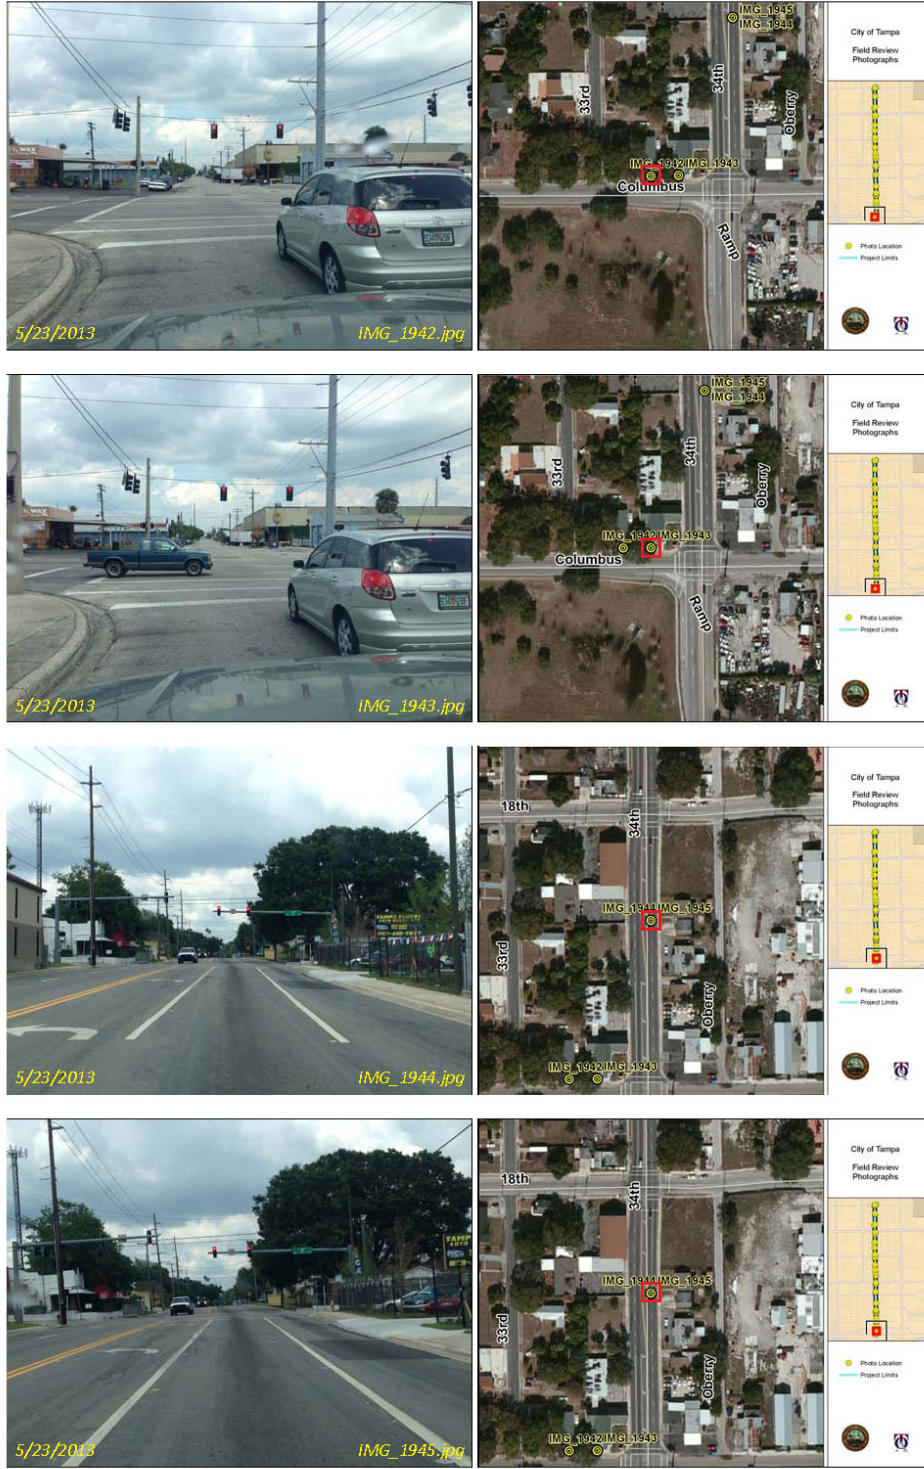 WAX
5/23/2013
IMG_1942.jpg
IMG_1945
IMG_1944
34th
33rd
Oberry
IMG_1942
IMG_1943
Columbus
Ramp
City of Tampa
Field Review
Photographs
Photo Location
Project Limits
WAX
5/23/2013
IMG_1943.jpg
IMG_1945
IMG_1944
34th
33rd
Oberry
IMG_1942
IMG_1943
Columbus
Ramp
City of Tampa
Field Review
Photographs
Photo Location
Project Limits
5/23/2013
IMG_1944.jpg
18th
34th
IMG_1944
IMG_1945
33rd
Oberry
IMG_1942
IMG_1943
City of Tampa
Field Review
Photographs
Photo Location
Project Limits
AUTO
5/23/2013
IMG_1945.jpg
18th
34th
IMG_1944
IMG_1945
33rd
Oberry
IMG_1942
IMG_1943
City of Tampa
Field Review
Photographs
Photo Location
Project Limits